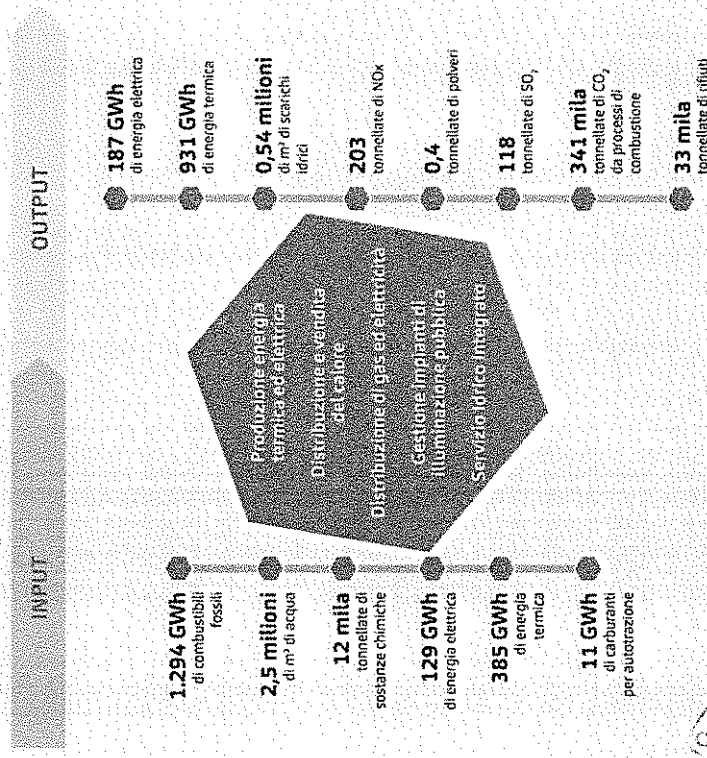 INPUT
OUTPUT
1.294 GWh
di combustibili
fossili
2,5 milioni
di m³ di acqua
12 mila
tonnellate di
sostanze chimiche
129 GWh
di energia elettrica
385 GWh
di energia
termica
11 GWh
di carburanti
per autotrazione
Produzione energia
termica ed elettrica
Distribuzione e vendita
del calore
Distribuzione di gas ed elettricità
Gestione impianti di
illuminazione pubblica
Servizio idrico integrato
187 GWh
di energia elettrica
931 GWh
di energia termica
0,54 milioni
di m³ di scarichi
idrici
203
tonnellate di NOx
0,4
tonnellate di polveri
118
tonnellate di SO₂
341 mila
tonnellate di CO₂
da processi di
combustione
33 mila
tonnellate di rifiuti